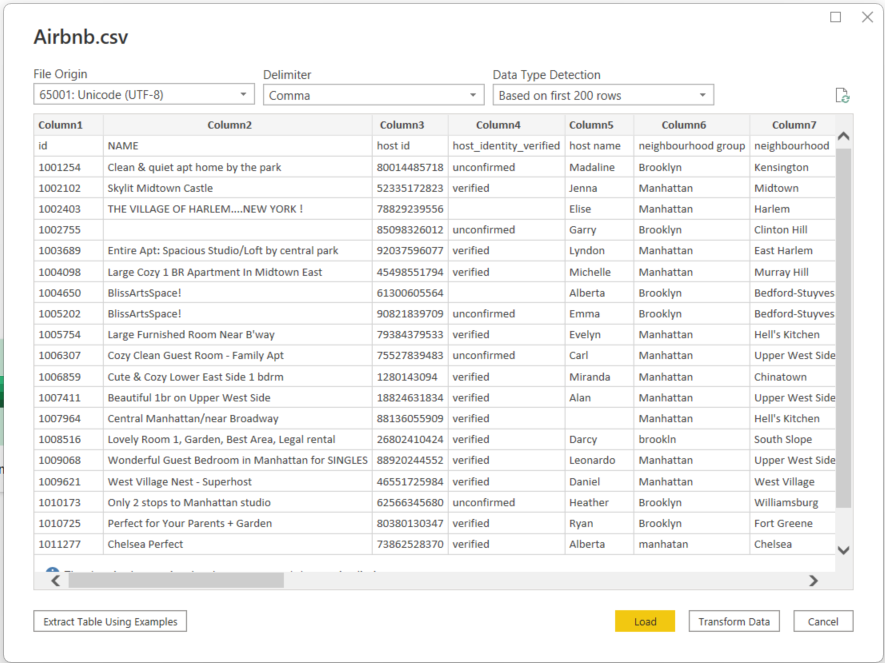 Airbnb.csv
File Origin Delimiter Data Type Detection
65001: Unicode (UTF-8) Comma Based on first 200 rows
Column1 Column2 Column3 Column4 Column5 Column6 Column7
id NAME host id host_identity_verified host name neighbourhood group neighbourhood
1001254 Clean & quiet apt home by the park 80014485718 unconfirmed Madaline Brooklyn Kensington
1002102 Skylit Midtown Castle 52335172823 verified Jenna Manhattan Midtown
1002403 THE VILLAGE OF HARLEM....NEW YORK ! 78829239556 Elise Manhattan Harlem
1002755 85098326012 unconfirmed Garry Brooklyn Clinton Hill
1003689 Entire Apt: Spacious Studio/Loft by central park 92037596077 verified Lyndon Manhattan East Harlem
1004098 Large Cozy 1 BR Apartment In Midtown East 45498551794 verified Michelle Manhattan Murray Hill
1004650 BlissArtsSpace! 61300605564 Alberta Brooklyn Bedford-Stuyves
1005202 BlissArtsSpace! 90821839709 unconfirmed Emma Brooklyn Bedford-Stuyves
1005754 Large Furnished Room Near B'way 79384379533 verified Evelyn Manhattan Hell's Kitchen
1006307 Cozy Clean Guest Room - Family Apt 75527839483 unconfirmed Carl Manhattan Upper West Side
1006859 Cute & Cozy Lower East Side 1 bdrm 1280143094 verified Miranda Manhattan Chinatown
1007411 Beautiful 1br on Upper West Side 18824631834 verified Alan Manhattan Upper West Side
1007964 Central Manhattan/near Broadway 88136055909 verified Manhattan Hell's Kitchen
1008516 Lovely Room 1, Garden, Best Area, Legal rental 26802410424 verified Darcy brookln South Slope
1009068 Wonderful Guest Bedroom in Manhattan for SINGLES 88920244552 verified Leonardo Manhattan Upper West Side
1009621 West Village Nest - Superhost 46551725984 verified Daniel Manhattan West Village
1010173 Only 2 stops to Manhattan studio 62566345680 unconfirmed Heather Brooklyn Williamsburg
1010725 Perfect for Your Parents + Garden 80380130347 verified Ryan Brooklyn Fort Greene
1011277 Chelsea Perfect 73862528370 verified Alberta manhatan Chelsea
Extract Table Using Examples Load Transform Data Cancel